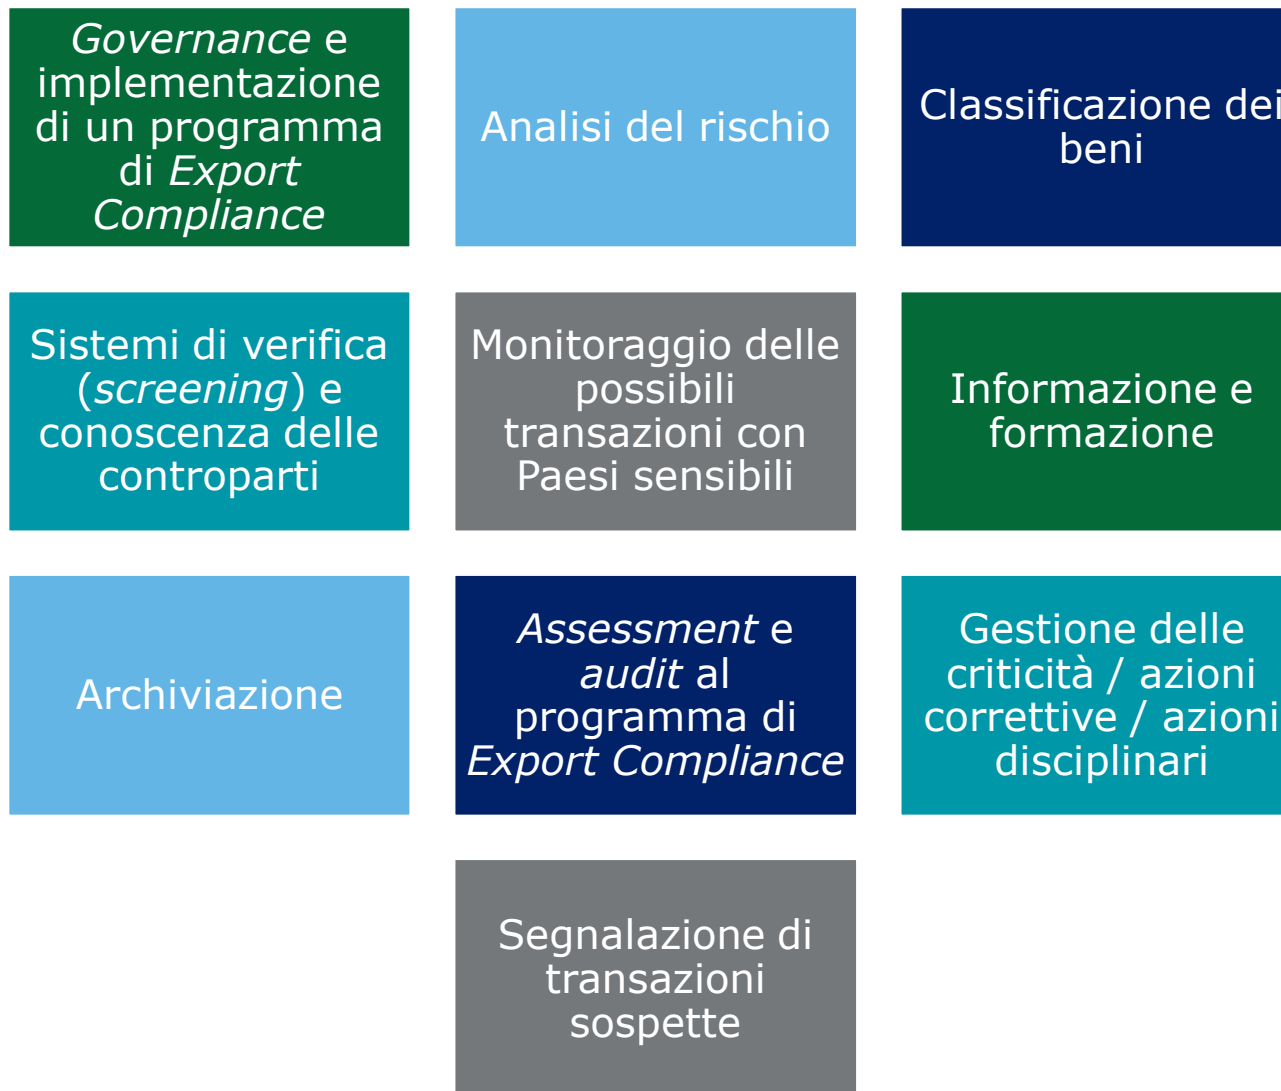 Governance e
implementazione
di un programma
di Export
Compliance
Analisi del rischio
Classificazione dei
beni
Sistemi di verifica
(screening) e
conoscenza delle
controparti
Monitoraggio delle
possibili
transazioni con
Paesi sensibili
Informazione e
formazione
Archiviazione
Assessment e
audit al
programma di
Export Compliance
Gestione delle
criticità / azioni
correttive / azioni
disciplinari
Segnalazione di
transazioni
sospette